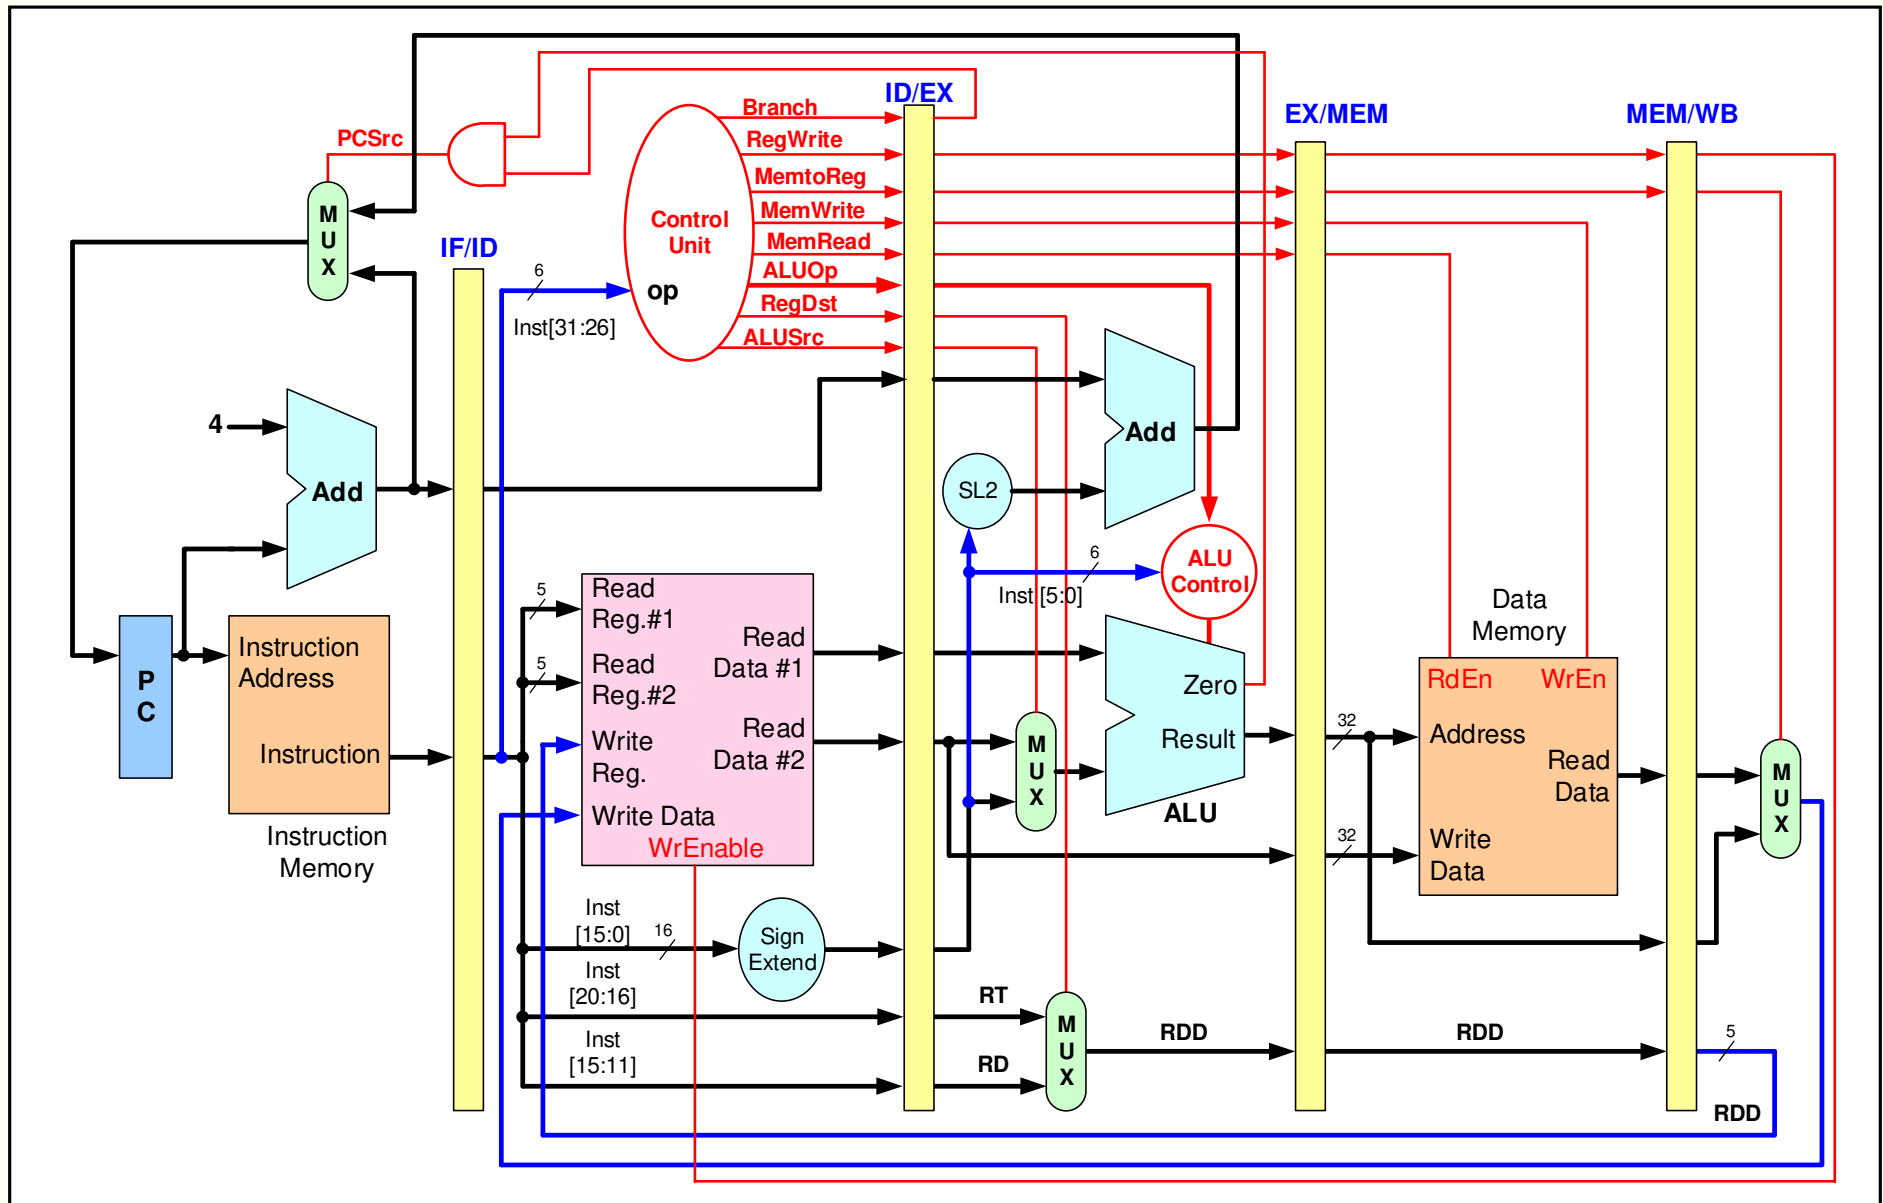 ID/EX
Branch
EX/MEM
MEM/WB
PCSrc
RegWrite
MemtoReg
MemWrite
MemRead
ALUOp
RegDst
ALUSrc
Control
Unit
op
M
U
X
IF/ID
6
Inst[31:26]
4
Add
Add
SL2
6
Inst [5:0]
ALU
Control
P
C
Instruction
Address
Instruction
Instruction
Memory
5
Read
Reg.#1
5
Read
Reg.#2
Write
Reg.
Write Data
WrEnable
Read
Data #1
Read
Data #2
M
U
X
Zero
Result
ALU
Data
Memory
RdEn
WrEn
32
Address
Read
Data
32
Write
Data
M
U
X
Inst
[15:0]
16
Sign
Extend
Inst
[20:16]
Inst
[15:11]
RT
RD
M
U
X
RDD
RDD
5
RDD